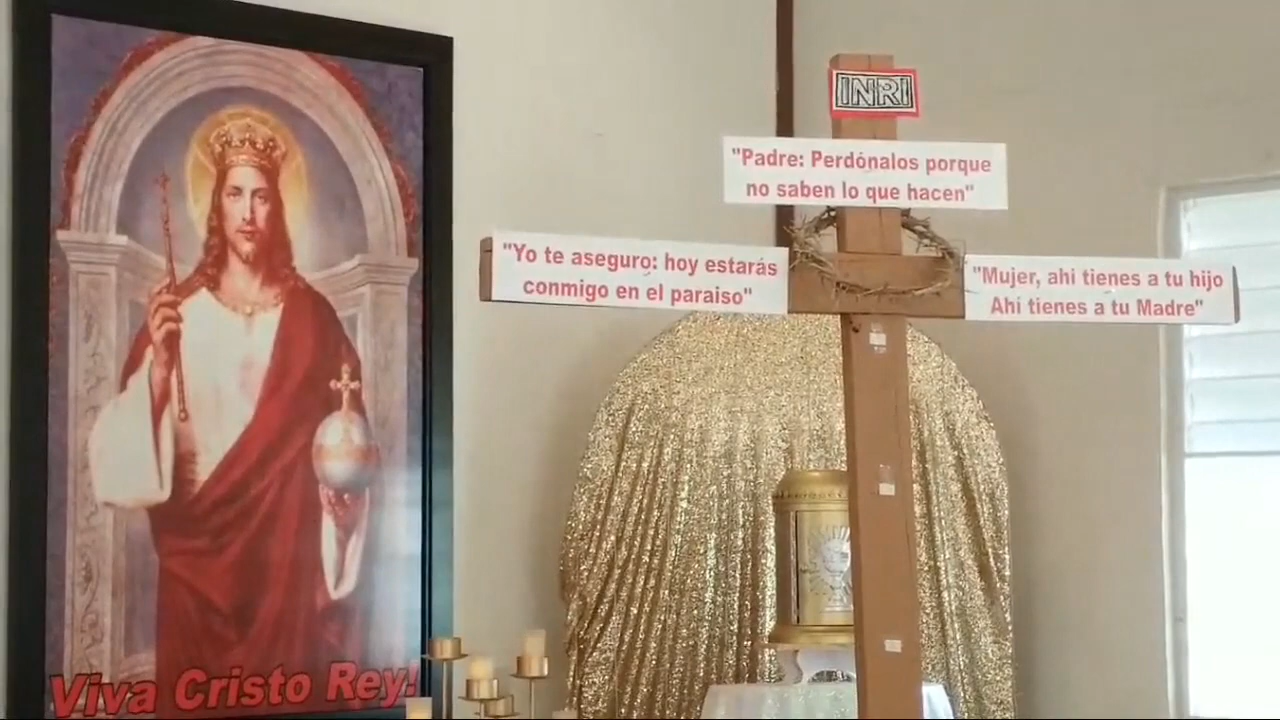 INRI
"Padre: Perdónalos porque
no saben lo que hacen"
"Yo te aseguro: hoy estarás
conmigo en el paraiso"
"Mujer, ahi tienes a tu hijo
Ahi tienes a tu Madre"
Viva Cristo Rey!